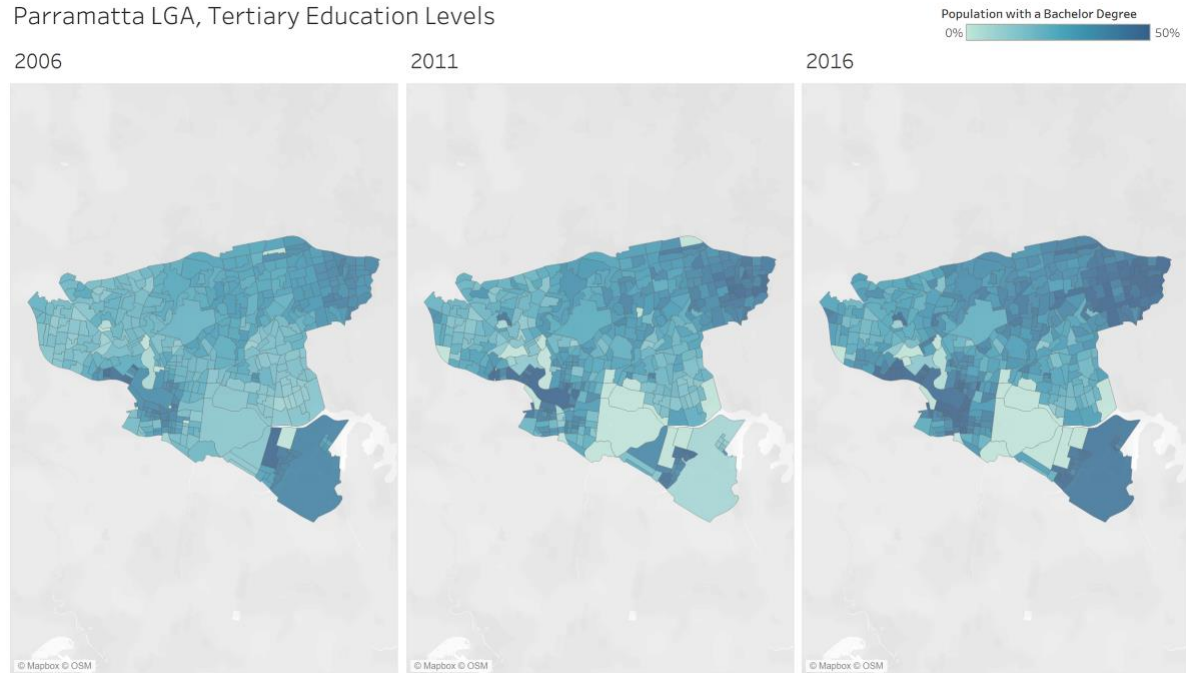 Parramatta LGA, Tertiary Education Levels
Population with a Bachelor Degree
0% 50%
2006 2011 2016
© Mapbox © OSM © Mapbox © OSM © Mapbox © OSM